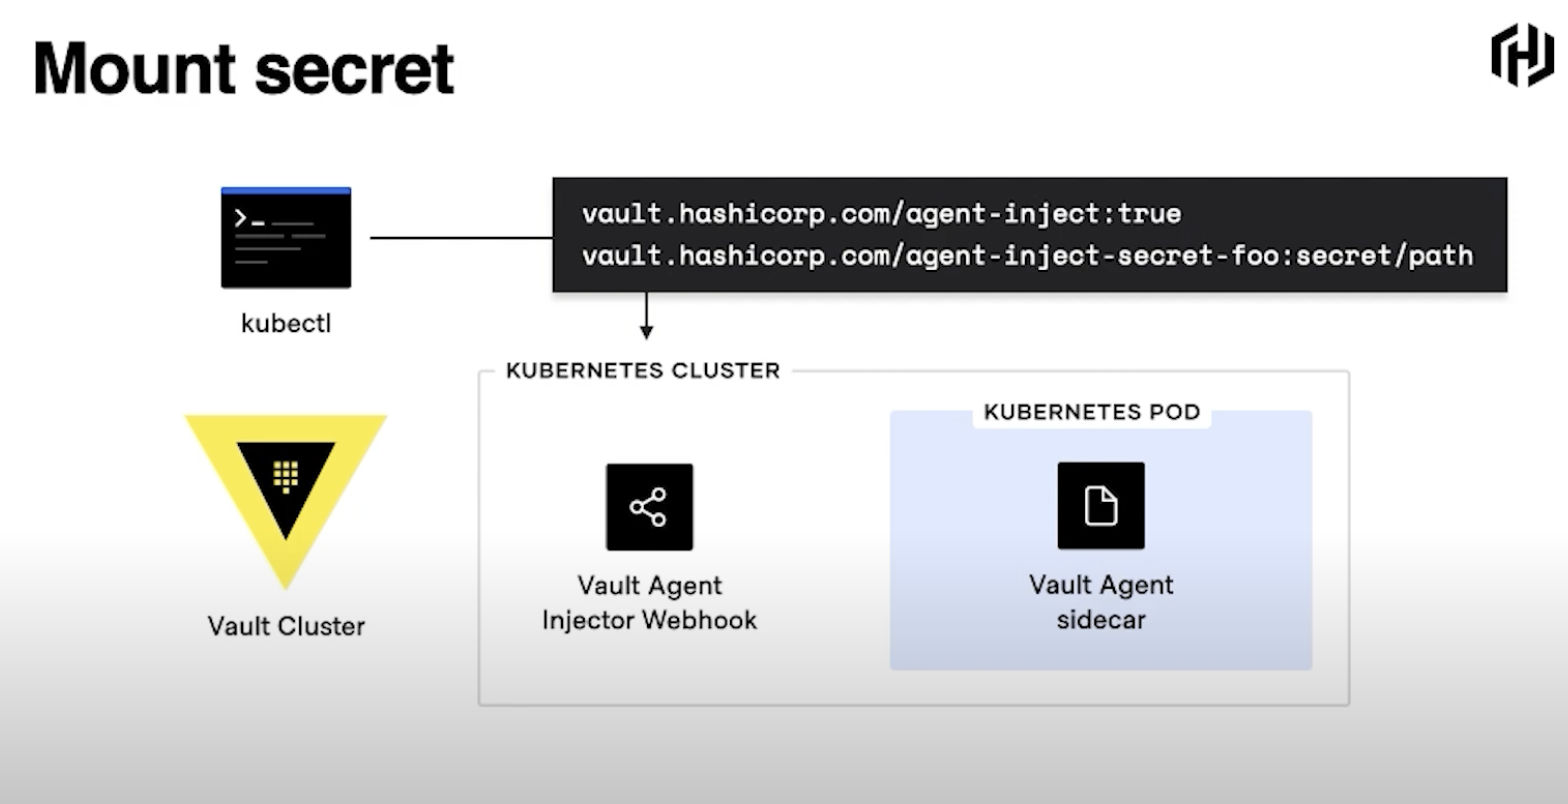 Mount secret
vault.hashicorp.com/agent-inject:true
vault.hashicorp.com/agent-inject-secret-foo:secret/path
kubectl
KUBERNETES CLUSTER
KUBERNETES POD
Vault Agent
Injector Webhook
Vault Agent
sidecar
Vault Cluster